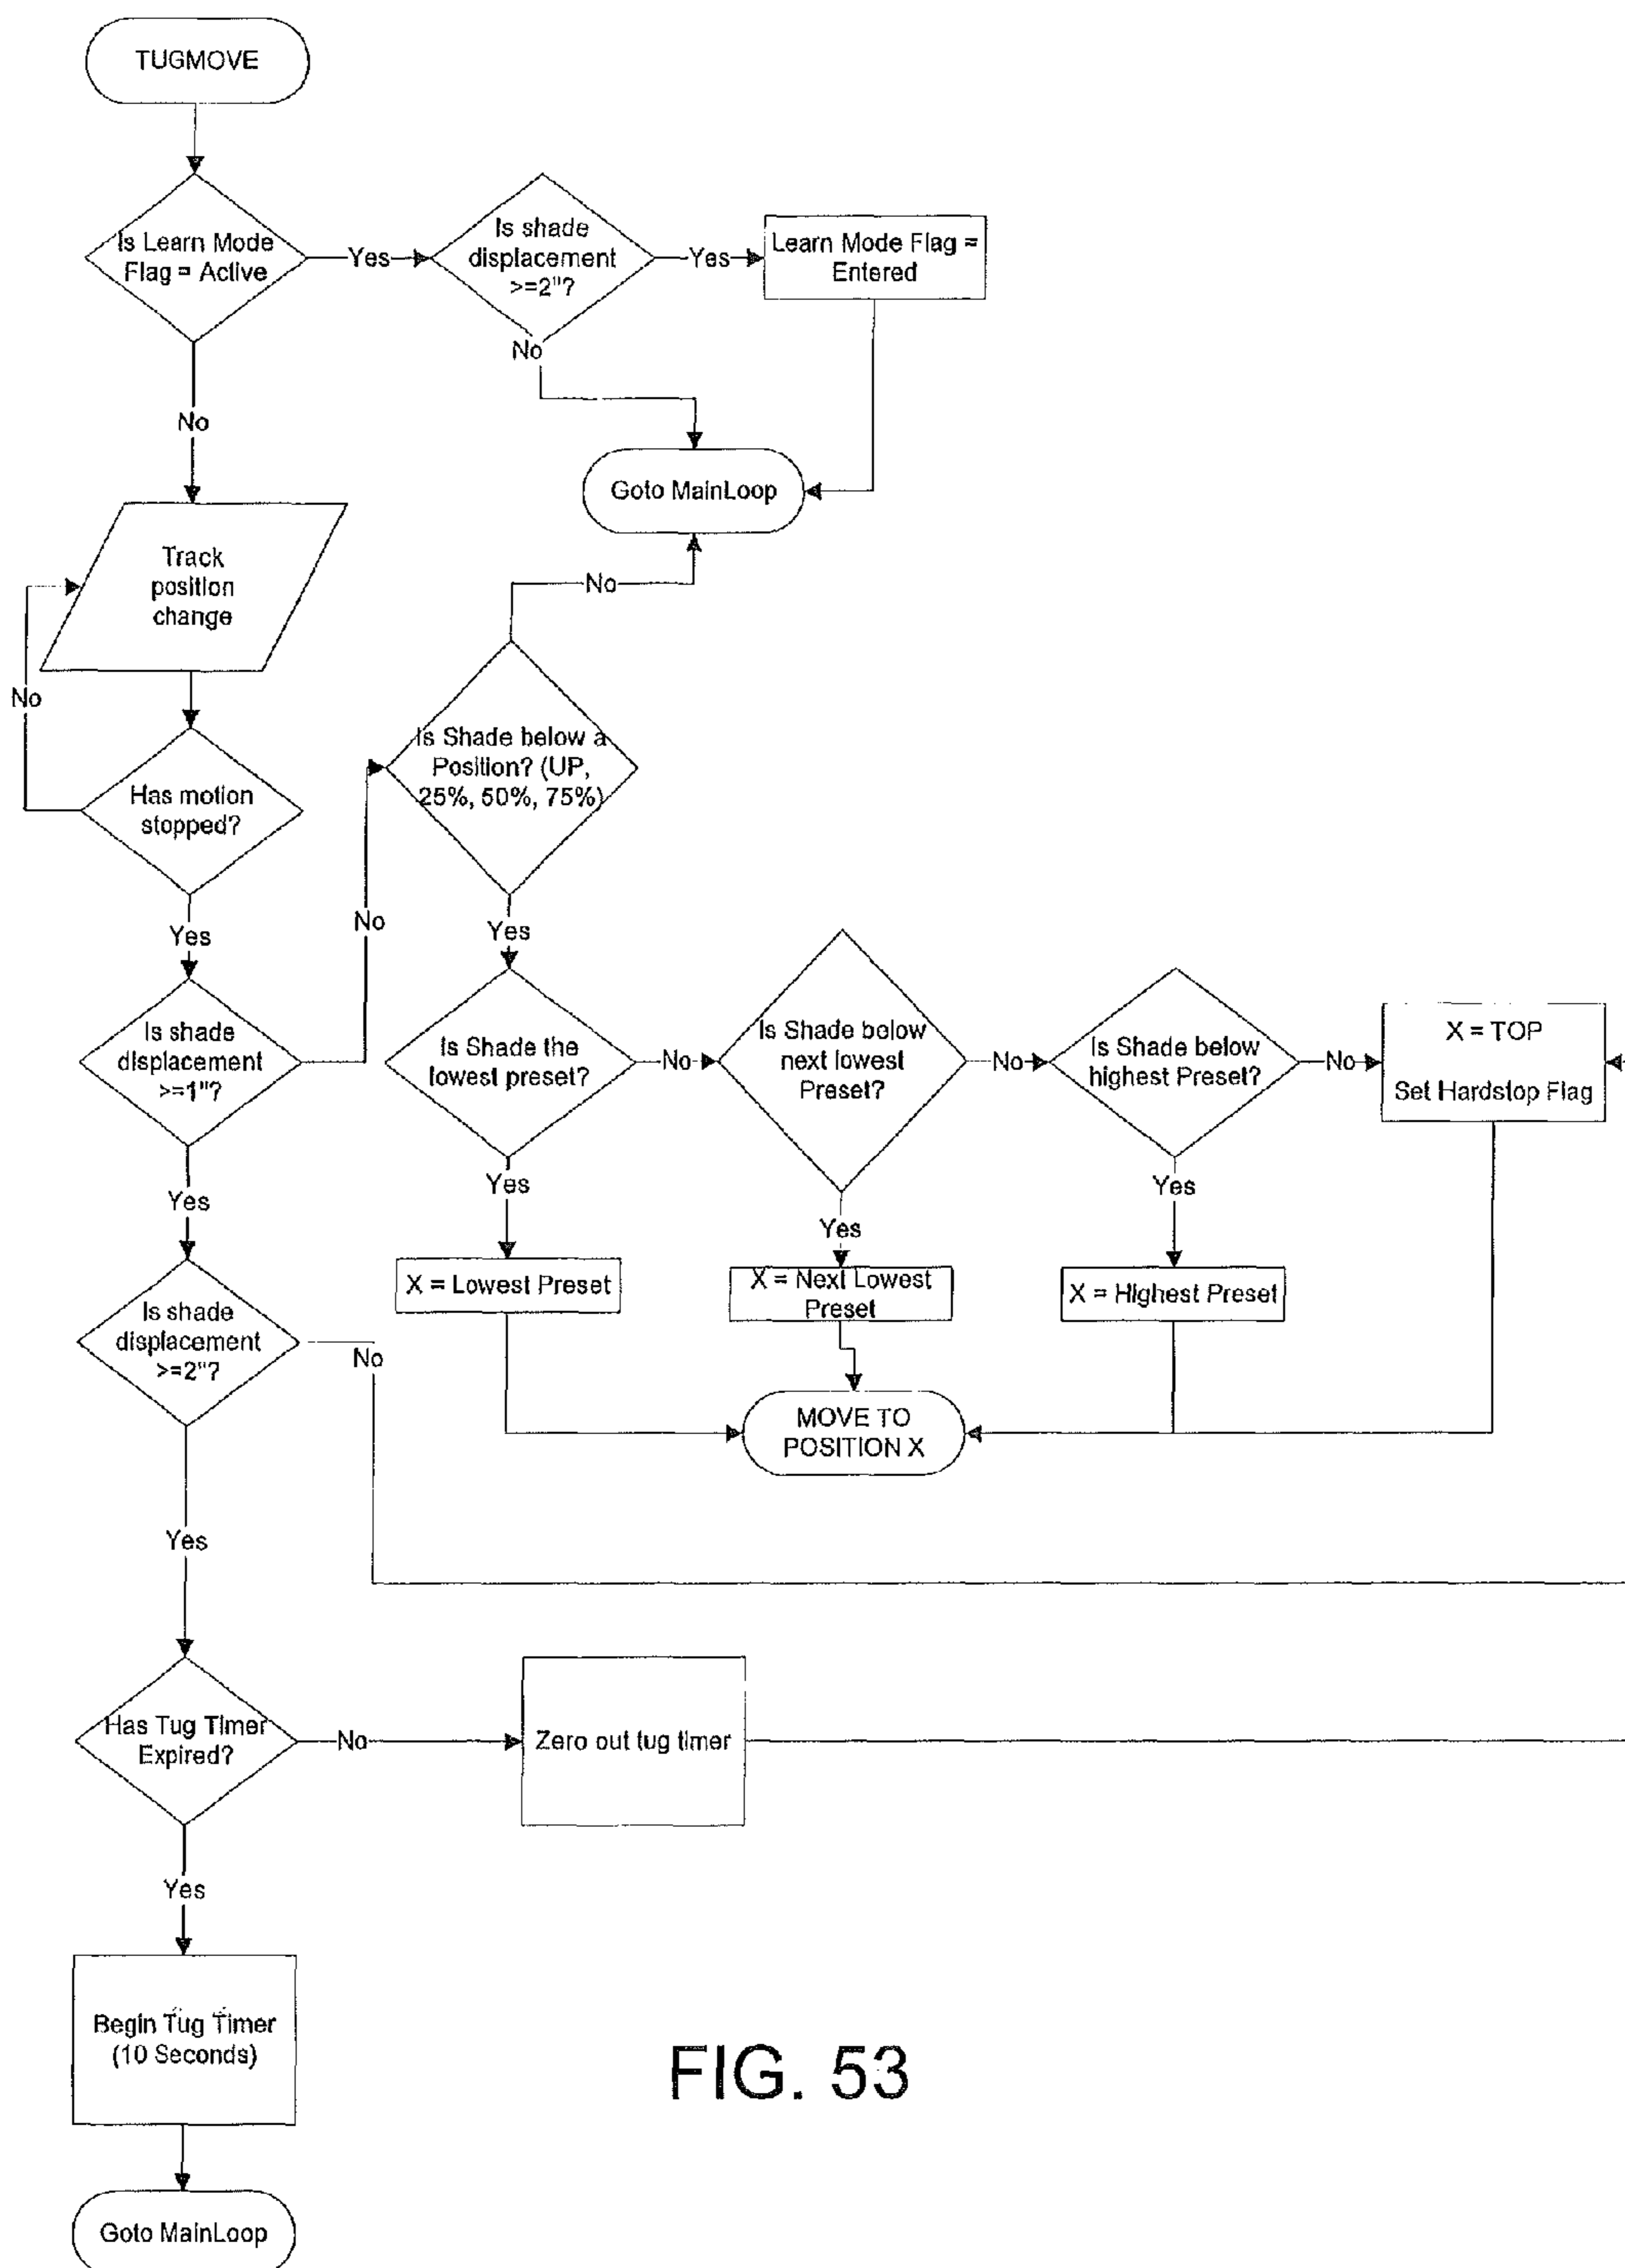 TUGMOVE
Is Learn Mode
Flag = Active
Yes
Is shade
displacement
>=2"?
Yes
Learn Mode Flag =
Entered
No
No
Goto MainLoop
Track
position
change
No
No
Is Shade below a
Position? (UP,
25%, 50%, 75%)
Has motion
stopped?
Yes
No
Yes
Is shade
displacement
>=1"?
Is Shade the
lowest preset?
No
Is Shade below
next lowest
Preset?
No
Is Shade below
highest Preset?
No
X = TOP
Set Hardstop Flag
Yes
Yes
Yes
Yes
X = Lowest Preset
X = Next Lowest
Preset
X = Highest Preset
Is shade
displacement
>=2"?
No
MOVE TO
POSITION X
Yes
Has Tug Timer
Expired?
No
Zero out tug timer
Yes
Begin Tug Timer
(10 Seconds)
Goto MainLoop
FIG. 53